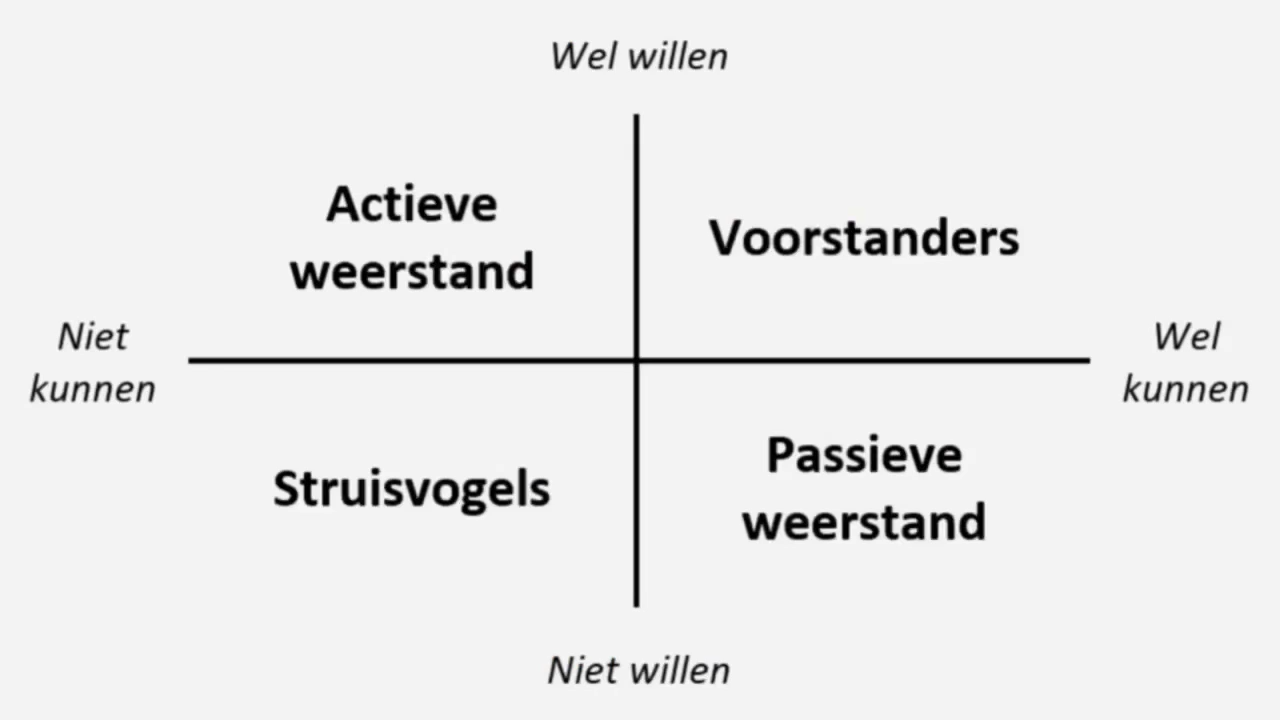 Wel willen
Actieve
weerstand
Voorstanders
Niet
kunnen
Wel
kunnen
Struisvogels
Passieve
weerstand
Niet willen